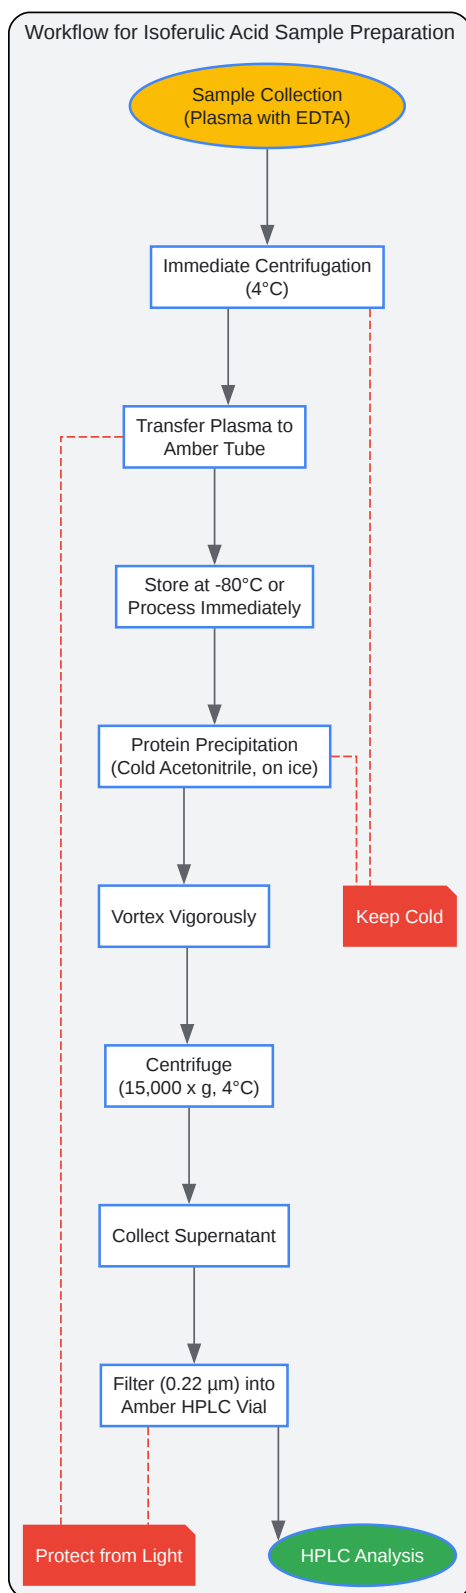 Workflow for Isoferulic Acid Sample Preparation
Sample Collection
(Plasma with EDTA)
Immediate Centrifugation
(4°C)
Transfer Plasma to
Amber Tube
Store at -80°C or
Process Immediately
Protein Precipitation
(Cold Acetonitrile, on ice)
Vortex Vigorously
Keep Cold
Centrifuge
(15,000 x g, 4°C)
Collect Supernatant
Filter (0.22 µm) into
Amber HPLC Vial
Protect from Light
HPLC Analysis